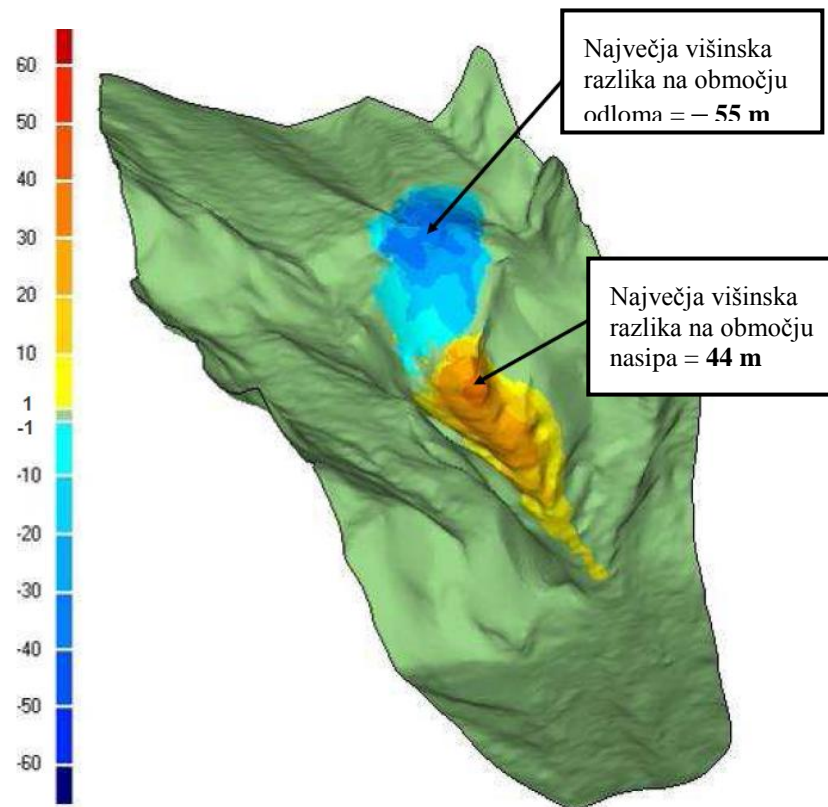 60
50
40
30
20
10
1
-1
-10
-20
-30
-40
-50
-60
Največja višinska
razlika na območju
odloma = – 55 m
Največja višinska
razlika na območju
nasipa = 44 m